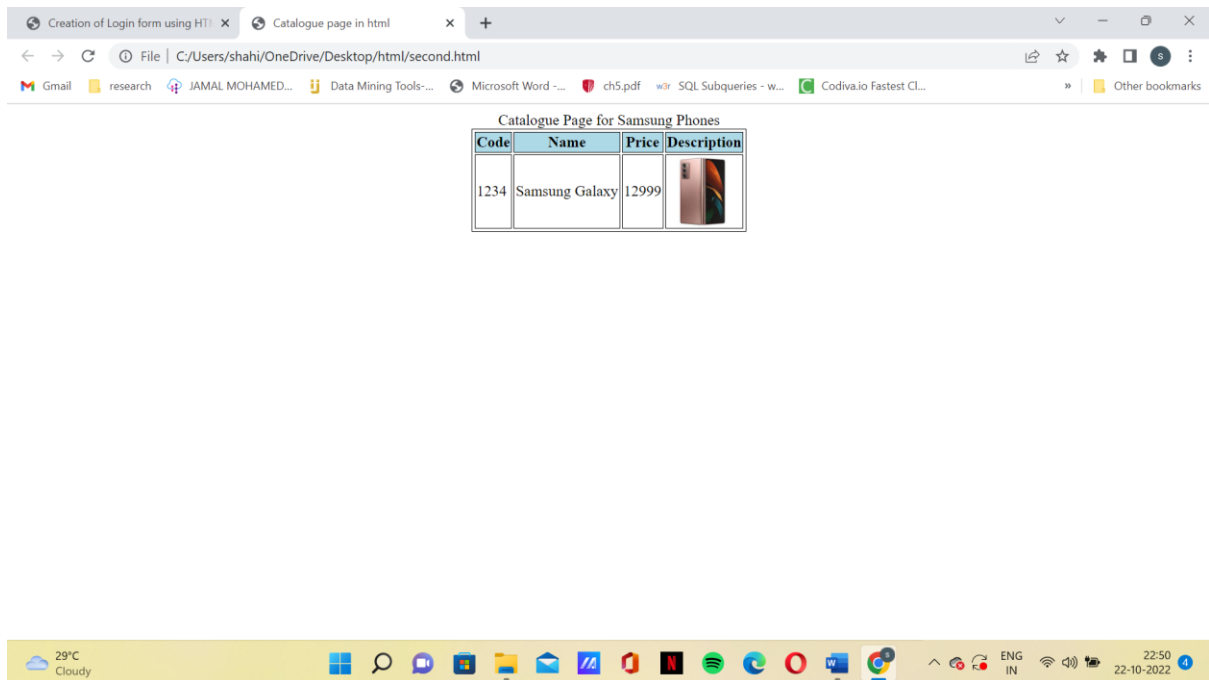 Creation of Login form using HTM
Catalogue page in html
File | C:/Users/shahi/OneDrive/Desktop/html/second.html
S
Gmail research JAMAL MOHAMED... Data Mining Tools-... Microsoft Word -... ch5.pdf w3r SQL Subqueries - w... C Codiva.io Fastest Cl... » Other bookmarks
Catalogue Page for Samsung Phones
Code Name Price Description
1234 Samsung Galaxy 12999
29°C
Cloudy
ENG
IN
22:50
22-10-2022
4